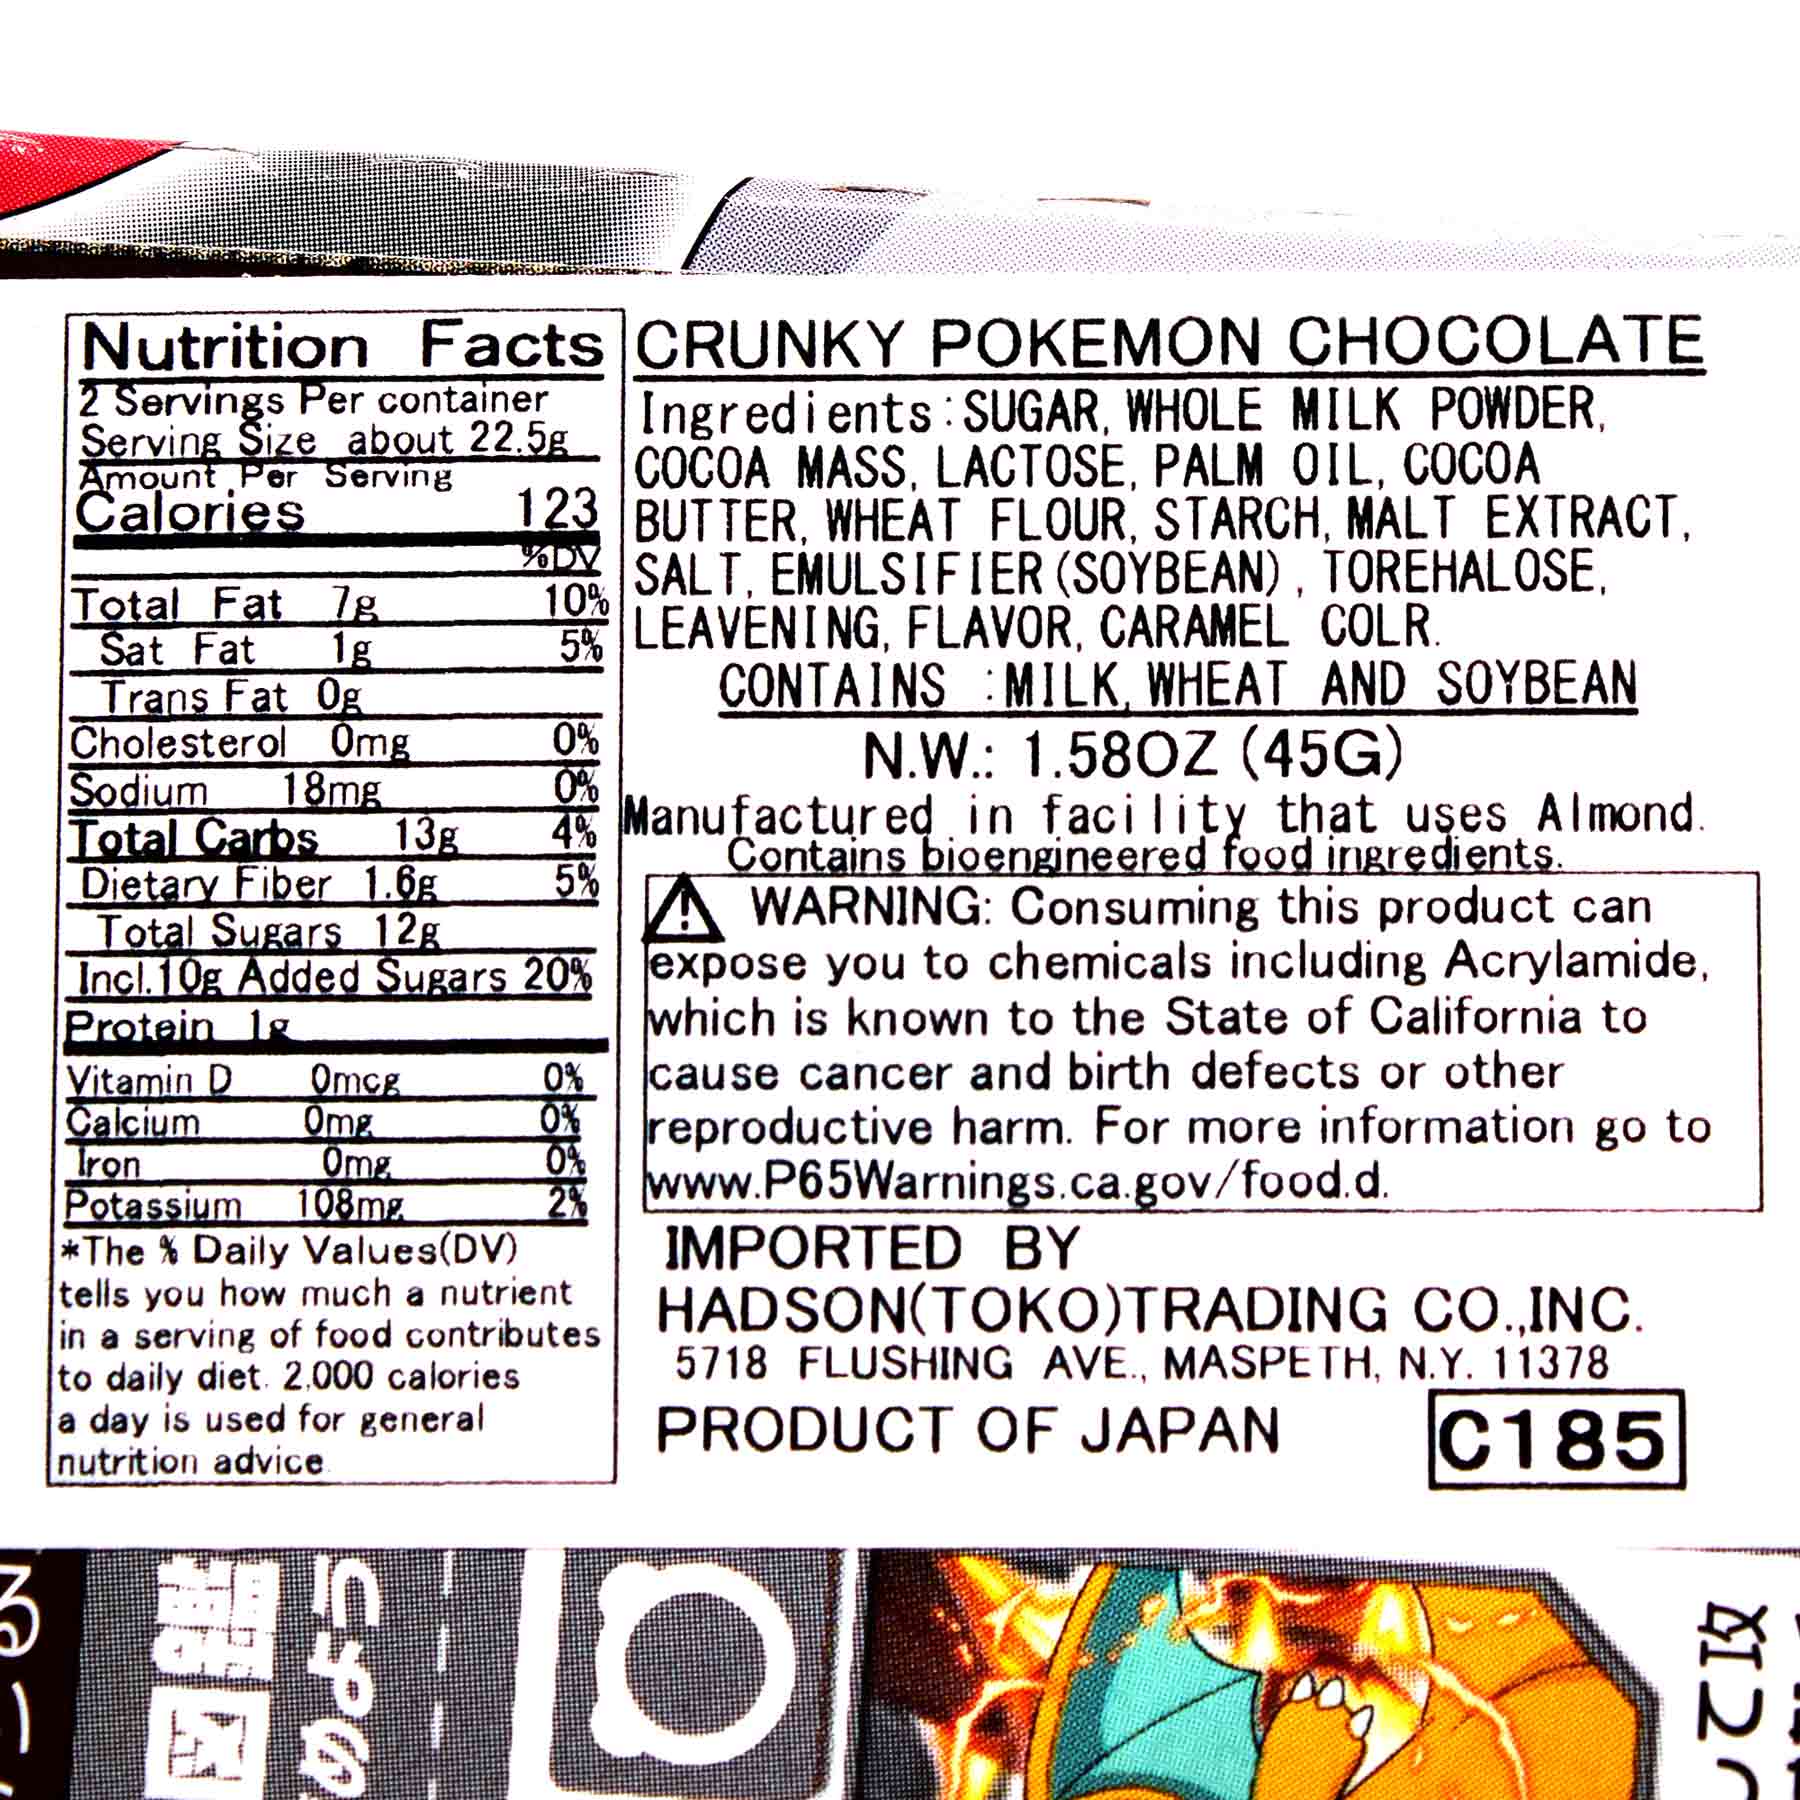 Nutrition Facts
2 Servings Per container
Serving Size about 22.5g
Amount Per Serving
Calories 123
%DV
Total Fat 7g 10%
Sat Fat 1g 5%
Trans Fat 0g
Cholesterol 0mg 0%
Sodium 18mg 0%
Total Carbs 13g 4%
Dietary Fiber 1.6g 5%
Total Sugars 12g
Incl.10g Added Sugars 20%
Protein 1g
Vitamin D 0mcg 0%
Calcium 0mg 0%
Iron 0mg 0%
Potassium 108mg 2%
*The % Daily Values(DV)
tells you how much a nutrient
in a serving of food contributes
to daily diet. 2,000 calories
a day is used for general
nutrition advice
CRUNKY POKEMON CHOCOLATE
Ingredients:SUGAR, WHOLE MILK POWDER,
COCOA MASS, LACTOSE, PALM OIL, COCOA
BUTTER, WHEAT FLOUR, STARCH, MALT EXTRACT,
SALT, EMULSIFIER(SOYBEAN), TOREHALOSE,
LEAVENING, FLAVOR, CARAMEL COLR.
CONTAINS :MILK, WHEAT AND SOYBEAN
N.W.: 1.58OZ (45G)
Manufactured in facility that uses Almond.
Contains bioengineered food ingredients.
WARNING: Consuming this product can
expose you to chemicals including Acrylamide,
which is known to the State of California to
cause cancer and birth defects or other
reproductive harm. For more information go to
www.P65Warnings.ca.gov/food.d.
IMPORTED BY
HADSON(TOKO)TRADING CO.,INC.
5718 FLUSHING AVE., MASPETH, N.Y. 11378
PRODUCT OF JAPAN
C185